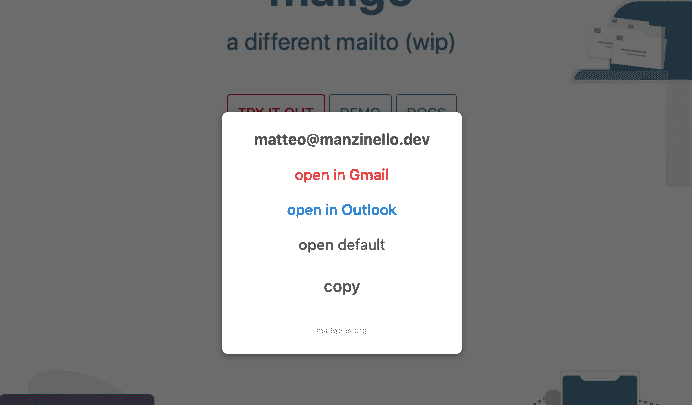 mailgo
a different mailto (wip)
TRY IT OUT DEMO DOCS
matteo@manzinello.dev
open in Gmail
open in Outlook
open default
copy